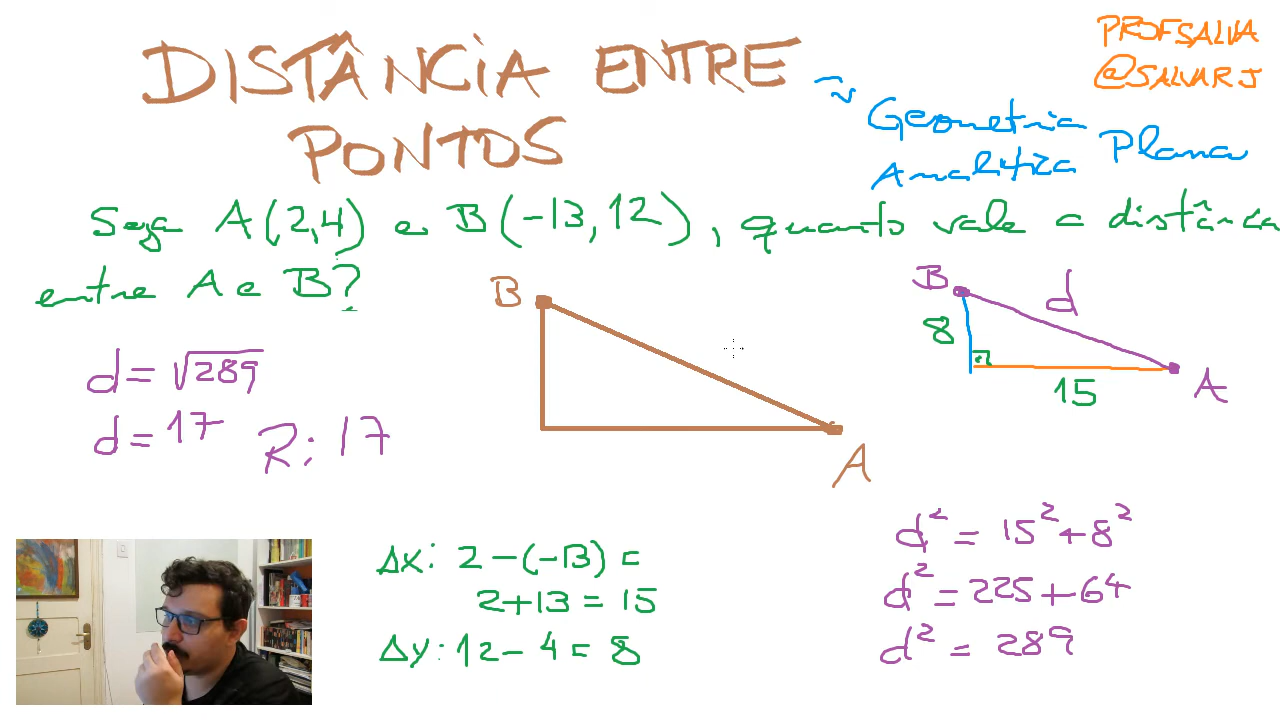 DISTÂNCIA ENTRE
PONTOS
PROFSALVA
@SALVARJ
Geometria
Analítica Plana
Seja A(2,4) e B(-13,12), quanto vale a distância
entre A e B?
B
A
B
d
8
15
A
d = √289
d = 17 R: 17
Δx: 2 - (-13) =
2 + 13 = 15
Δy: 12 - 4 = 8
d² = 15² + 8²
d² = 225 + 64
d² = 289